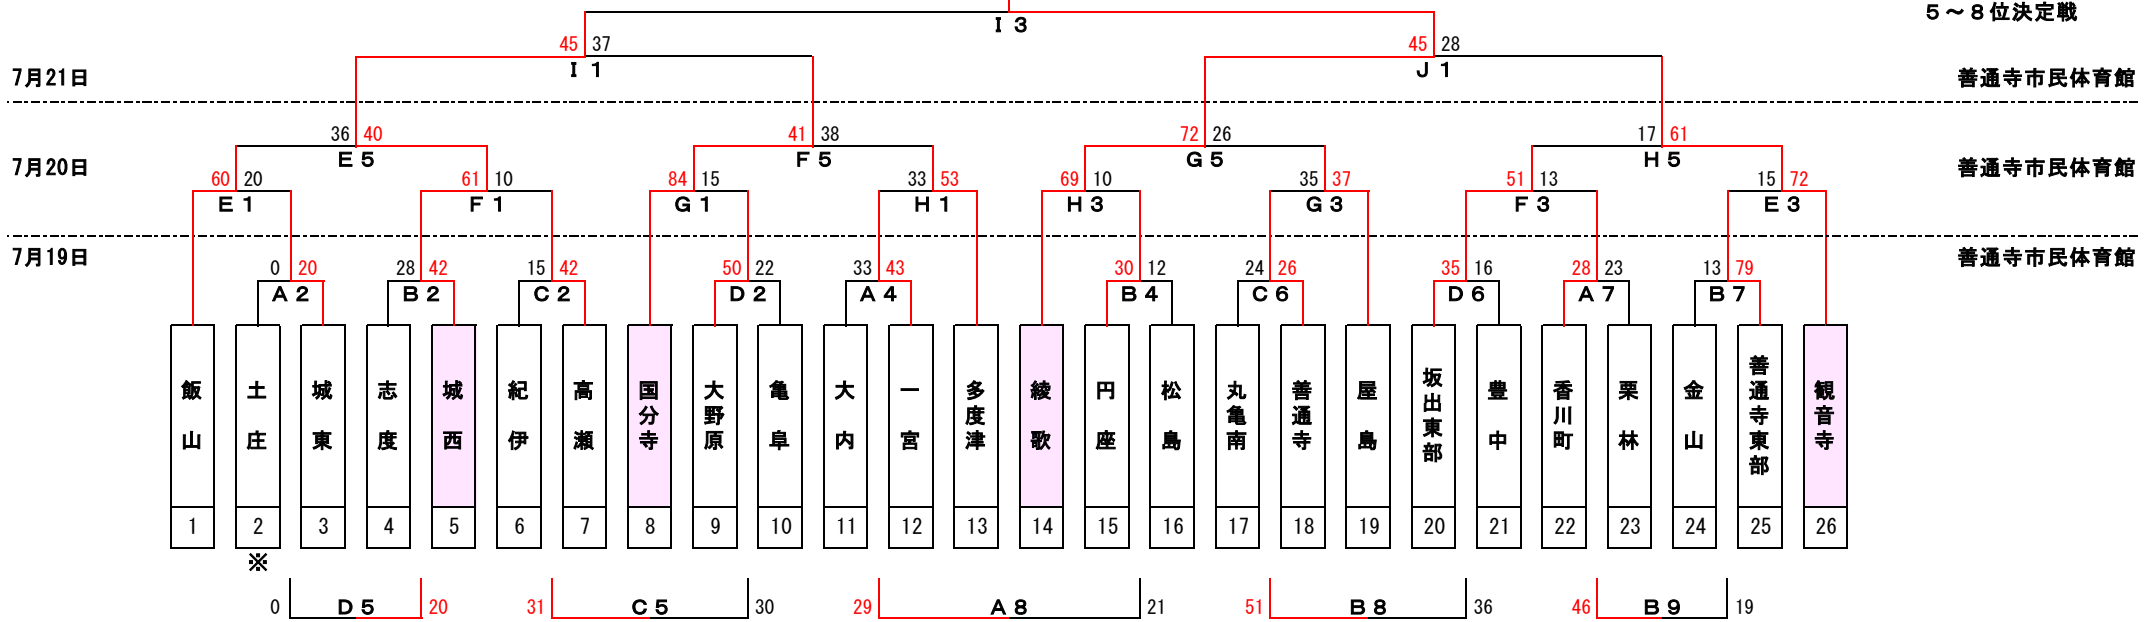 ５～８位決定戦
Ｉ３
45 37 45 28
Ｉ１ Ｊ１
7月21日 善通寺市民体育館
36 40 41 38 72 26 17 61
Ｅ５ Ｆ５ Ｇ５ Ｈ５
7月20日 善通寺市民体育館
60 20 61 10 84 15 33 53 69 10 35 37 51 13 15 72
Ｅ１ Ｆ１ Ｇ１ Ｈ１ Ｈ３ Ｇ３ Ｆ３ Ｅ３
7月19日 善通寺市民体育館
0 20 28 42 15 42 50 22 33 43 30 12 24 26 35 16 28 23 13 79
Ａ２ Ｂ２ Ｃ２ Ｄ２ Ａ４ Ｂ４ Ｃ６ Ｄ６ Ａ７ Ｂ７
飯山
土庄
城東
志度
城西
紀伊
高瀬
国分寺
大野原
亀阜
大内
一宮
多度津
綾歌
円座
松島
丸亀南
善通寺
屋島
坂出東部
豊中
香川町
栗林
金山
善通寺東部
観音寺
1 2 3 4 5 6 7 8 9 10 11 12 13 14 15 16 17 18 19 20 21 22 23 24 25 26
※
0 Ｄ５ 20 31 Ｃ５ 30 29 Ａ８ 21 51 Ｂ８ 36 46 Ｂ９ 19